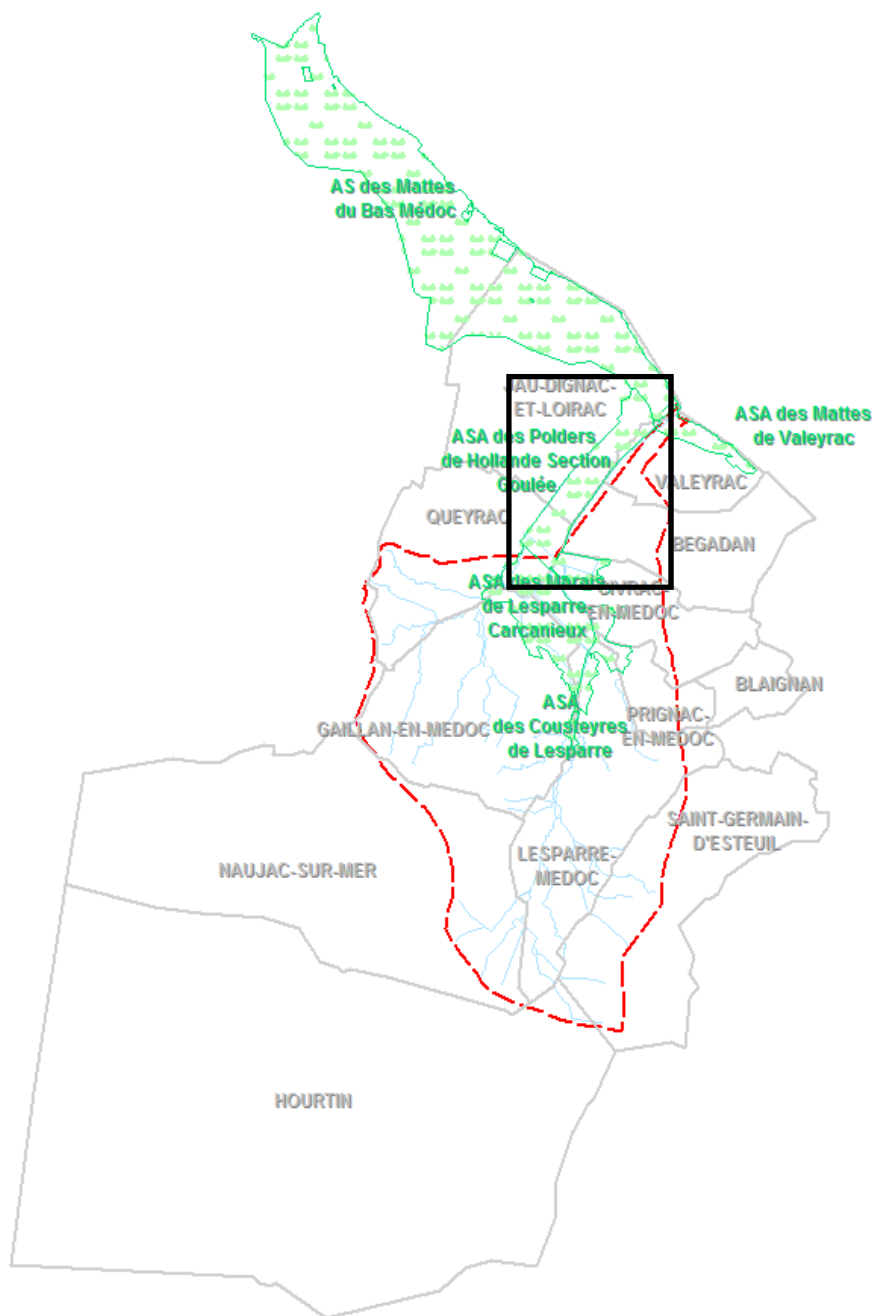 AS des Mattes
du Bas Médoc
JAU-DIGNAC-
ET-LOIRAC
ASA des Mattes
de Valeyrac
ASA des Polders
de Hollande Section
Goulée
VALEYRAC
QUEYRAC
BEGADAN
ASA des Marais
de Lesparre-
Carcanieux
CIVRAC-
EN-MEDOC
BLAIGNAN
ASA
des Cousteyres
de Lesparre
PRIGNAC-
EN-MEDOC
GAILLAN-EN-MEDOC
SAINT-GERMAIN-
D'ESTEUIL
LESPARRE-
MEDOC
NAUJAC-SUR-MER
HOURTIN